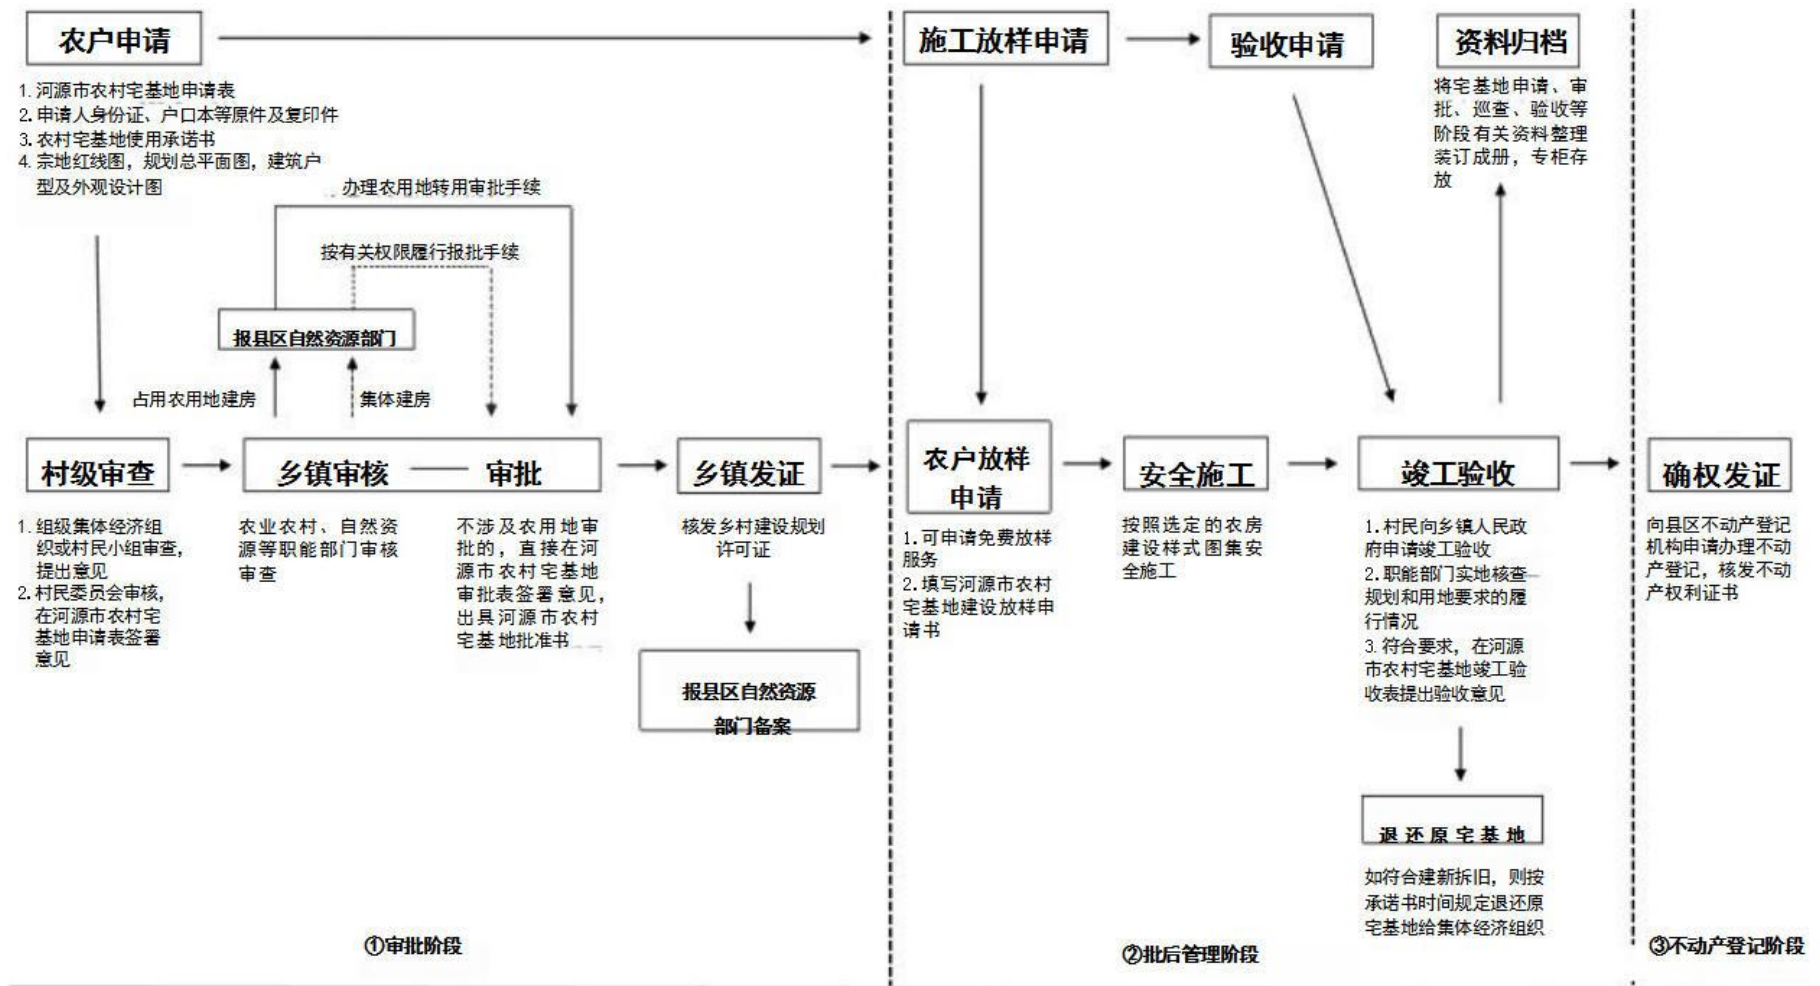 农户申请
1. 河源市农村宅基地申请表
2. 申请人身份证、户口本等原件及复印件
3. 农村宅基地使用承诺书
4. 宗地红线图，规划总平面图，建筑户
型及外观设计图
办理农用地转用审批手续
按有关权限履行报批手续
报县区自然资源部门
占用农用地建房
集体建房
村级审查
1. 组级集体经济组
织或村民小组审查，
提出意见
2. 村民委员会审核，
在河源市农村宅
基地申请表签署
意见
乡镇审核 —— 审批
农业农村、自然资
源等职能部门审核
审查
不涉及农用地审
批的，直接在河
源市农村宅基地
审批表签署意见，
出具河源市农村
宅基地批准书
乡镇发证
核发乡村建设规划
许可证
报县区自然资源
部门备案
①审批阶段
施工放样申请
验收申请
资料归档
将宅基地申请、审
批、巡查、验收等
阶段有关资料整理
装订成册，专柜存
放
农户放样
申请
1. 可申请免费放样
服务
2. 填写河源市农村
宅基地建设放样申
请书
安全施工
按照选定的农房
建设样式图集安
全施工
竣工验收
1. 村民向乡镇人民政
府申请竣工验收
2. 职能部门实地核查
规划和用地要求的履
行情况
3. 符合要求，在河源
市农村宅基地竣工验
收表提出验收意见
退还原宅基地
如符合建新拆旧，则按
承诺书时间规定退还原
宅基地给集体经济组织
②批后管理阶段
确权发证
向县区不动产登记
机构申请办理不动
产登记，核发不动
产权利证书
③不动产登记阶段